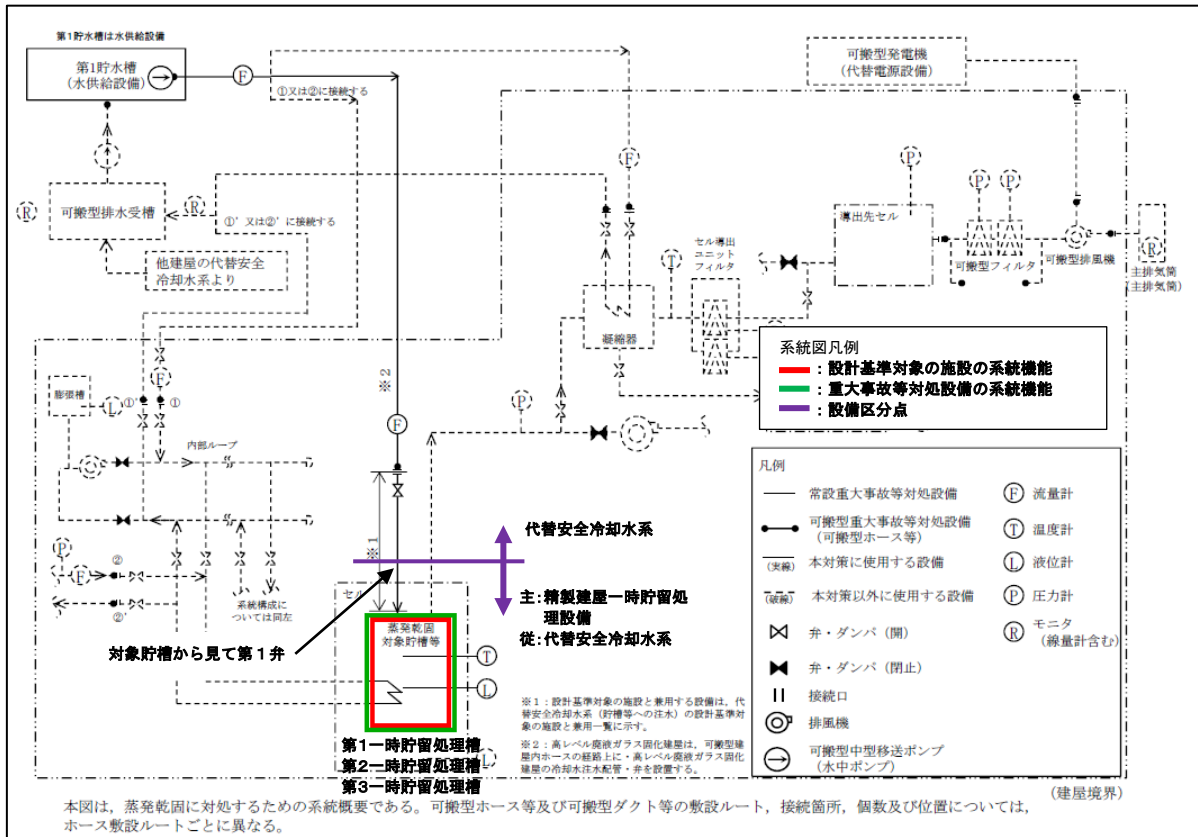 第1貯水槽は水供給設備
第1貯水槽
(水供給設備)
F
①又は②に接続する
可搬型発電機
(代替電源設備)
F
P
P
P
R
可搬型排水受槽
R
①’又は②’に接続する
他建屋の代替安全
冷却水系より
導出先セル
可搬型フィルタ
可搬型排風機
R
主排気筒
(主排気筒)
セル導出
ユニット
フィルタ
T
凝縮器
※2
系統図凡例
:設計基準対象の施設の系統機能
:重大事故等対処設備の系統機能
:設備区分点
膨張槽
L
F
①’
①
内部ループ
F
P
P
F
②
②’
系統構成に
ついては同左
※1
代替安全冷却水系
主:精製建屋一時貯留処
理設備
従:代替安全冷却水系
対象貯槽から見て第1弁
セル
蒸発乾固
対象貯槽等
T
L
L
第1一時貯留処理槽
第2一時貯留処理槽
第3一時貯留処理槽
※1:設計基準対象の施設と兼用する設備は、代
替安全冷却水系(貯槽等への注水)の設計基準対
象の施設と兼用一覧に示す。
※2:高レベル廃液ガラス固化建屋は、可搬型建
屋内ホースの経路上に・高レベル廃液ガラス固化
建屋の冷却水注水配管・弁を設置する。
凡例
常設重大事故等対処設備
可搬型重大事故等対処設備
(可搬型ホース等)
(実線)
本対策に使用する設備
(破線)
本対策以外に使用する設備
弁・ダンパ(開)
弁・ダンパ(閉止)
接続口
排風機
可搬型中型移送ポンプ
(水中ポンプ)
F 流量計
T 温度計
L 液位計
P 圧力計
R モニタ
(線量計含む)
(建屋境界)
本図は,蒸発乾固に対処するための系統概要である。可搬型ホース等及び可搬型ダクト等の敷設ルート,接続箇所,個数及び位置については,
ホース敷設ルートごとに異なる。